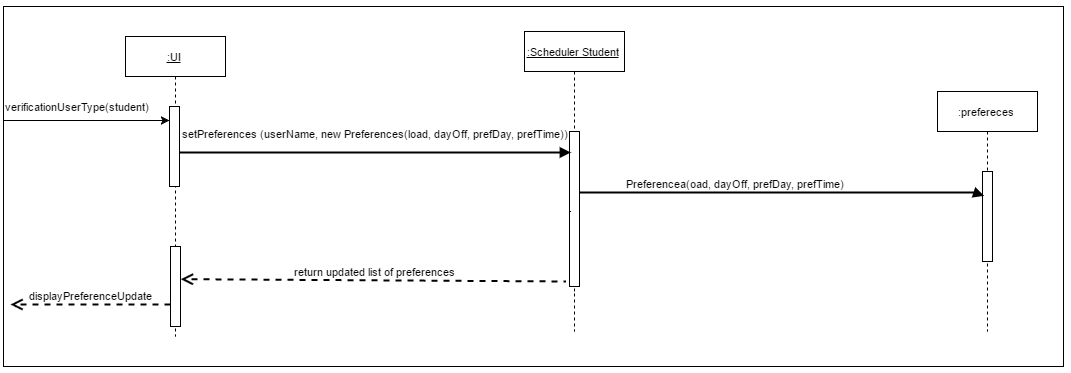 :UI
:Scheduler Student
verificationUserType(student)
:prefereces
setPreferences (userName, new Preferences(load, dayOff, prefDay, prefTime))
Preferencea(oad, dayOff, prefDay, prefTime)
return updated list of preferences
displayPreferenceUpdate